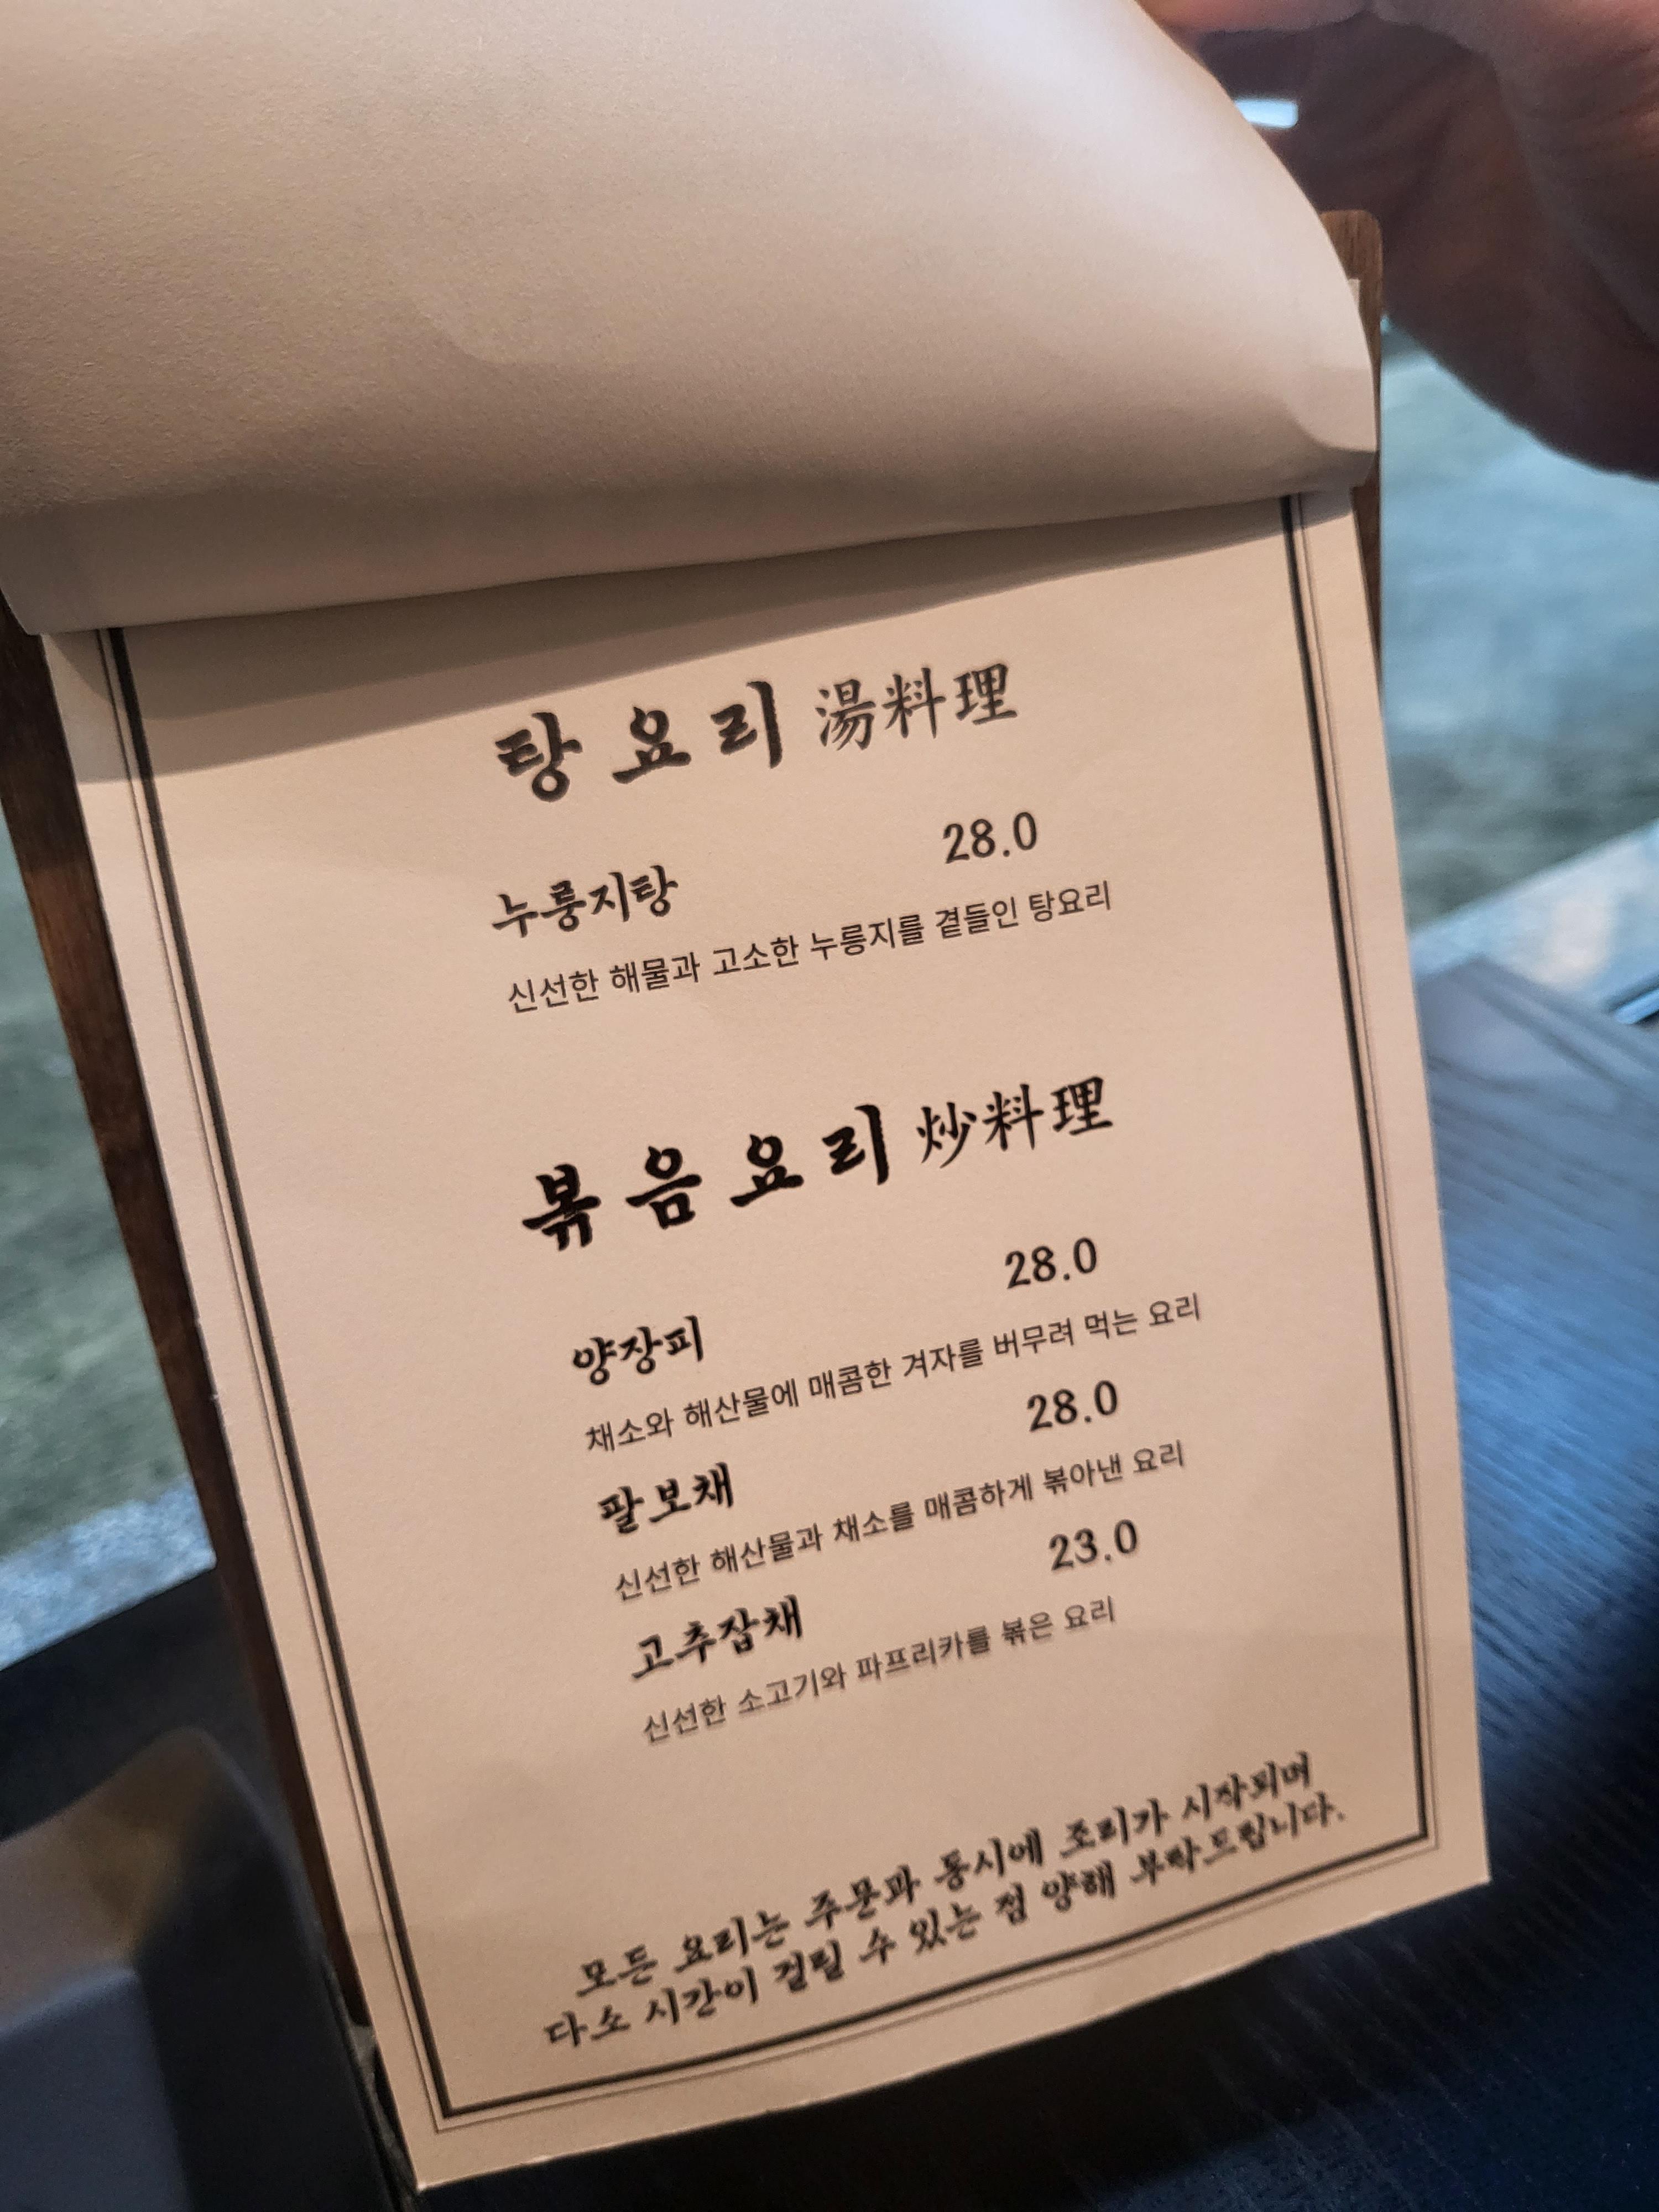 탕요리 湯料理
누룽지탕 28.0
신선한 해물과 고소한 누룽지를 곁들인 탕요리
볶음요리 炒料理
양장피 28.0
채소와 해산물에 매콤한 겨자를 버무려 먹는 요리
팔보채 28.0
신선한 해산물과 채소를 매콤하게 볶아낸 요리
고추잡채 23.0
신선한 소고기와 파프리카를 볶은 요리
모든 요리는 주문과 동시에 조리가 시작되며
다소 시간이 걸릴 수 있는 점 양해 부탁드립니다.